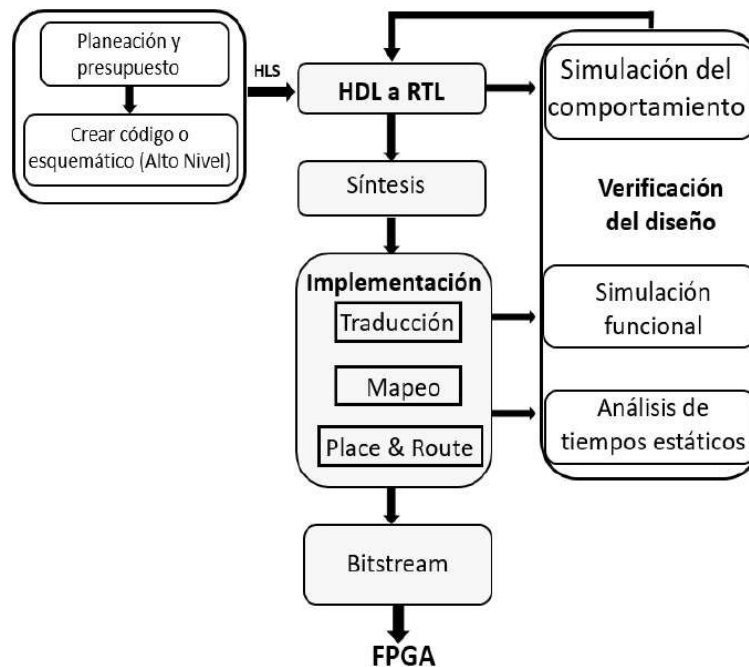 Planeación y
presupuesto
Crear código o
esquemático (Alto Nivel)
HLS
HDL a RTL
Síntesis
Implementación
Traducción
Mapeo
Place & Route
Bitstream
FPGA
Simulación del
comportamiento
Verificación
del diseño
Simulación
funcional
Análisis de
tiempos estáticos